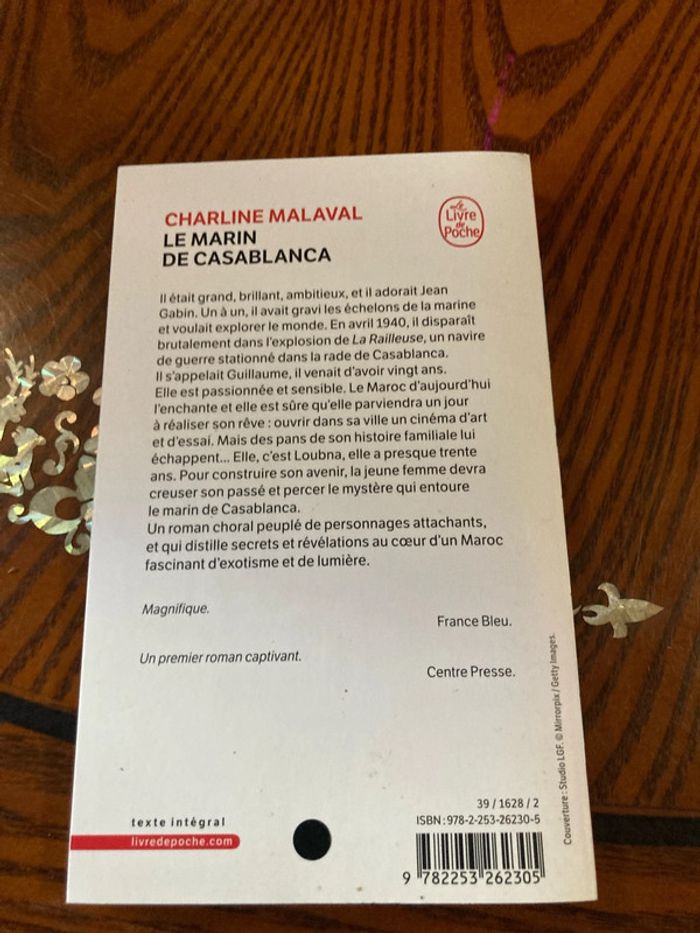 CHARLINE MALAVAL
LE MARIN
DE CASABLANCA
Le
Livre
de
Poche
Il était grand, brillant, ambitieux, et il adorait Jean
Gabin. Un à un, il avait gravi les échelons de la marine
et voulait explorer le monde. En avril 1940, il disparaît
brutalement dans l'explosion de La Railleuse, un navire
de guerre stationné dans la rade de Casablanca.
Il s'appelait Guillaume, il venait d'avoir vingt ans.
Elle est passionnée et sensible. Le Maroc d'aujourd'hui
l'enchante et elle est sûre qu'elle parviendra un jour
à réaliser son rêve : ouvrir dans sa ville un cinéma d'art
et d'essai. Mais des pans de son histoire familiale lui
échappent... Elle, c'est Loubna, elle a presque trente
ans. Pour construire son avenir, la jeune femme devra
creuser son passé et percer le mystère qui entoure
le marin de Casablanca.
Un roman choral peuplé de personnages attachants,
et qui distille secrets et révélations au cœur d'un Maroc
fascinant d'exotisme et de lumière.
Magnifique.
France Bleu.
Un premier roman captivant.
Centre Presse.
texte intégral
livredepoche.com
39 / 1628 / 2
ISBN : 978-2-253-26230-5
9 782253 262305
Couverture : Studio LGF. © Mirrorpix / Getty Images.